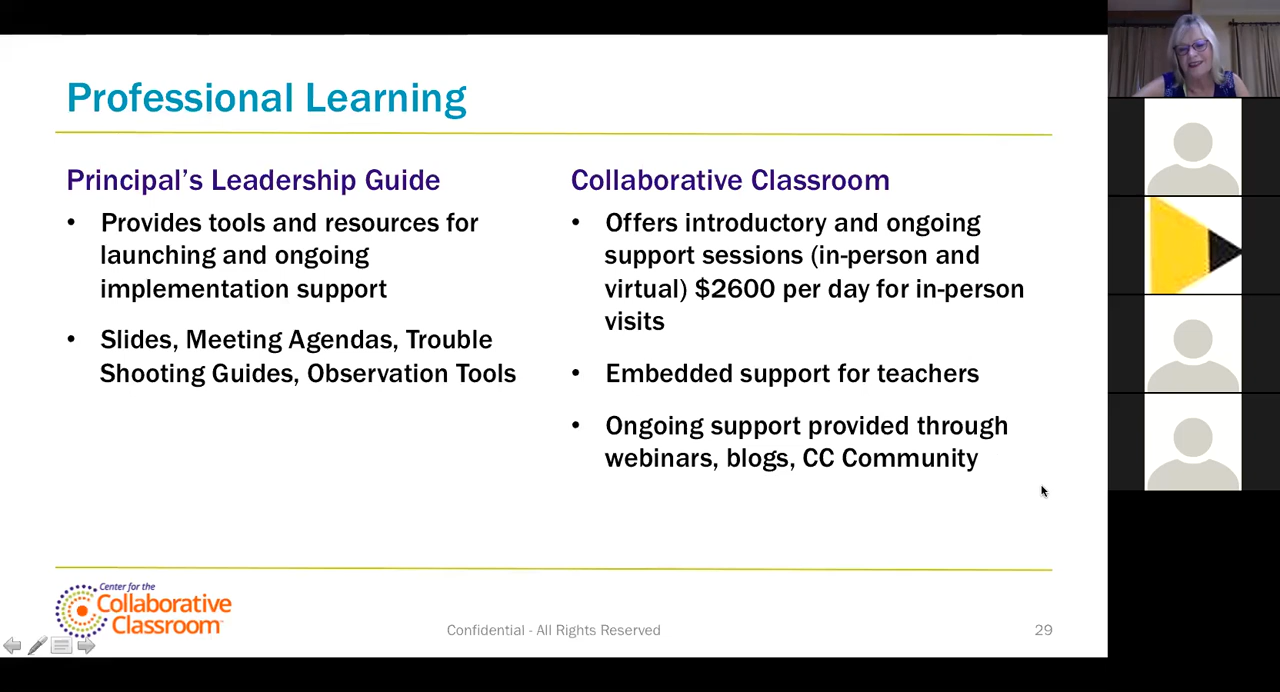 Professional Learning
Principal’s Leadership Guide
• Provides tools and resources for
launching and ongoing
implementation support
• Slides, Meeting Agendas, Trouble
Shooting Guides, Observation Tools
Collaborative Classroom
• Offers introductory and ongoing
support sessions (in-person and
virtual) $2600 per day for in-person
visits
• Embedded support for teachers
• Ongoing support provided through
webinars, blogs, CC Community
Center for the
Collaborative
Classroom™
Confidential - All Rights Reserved
29